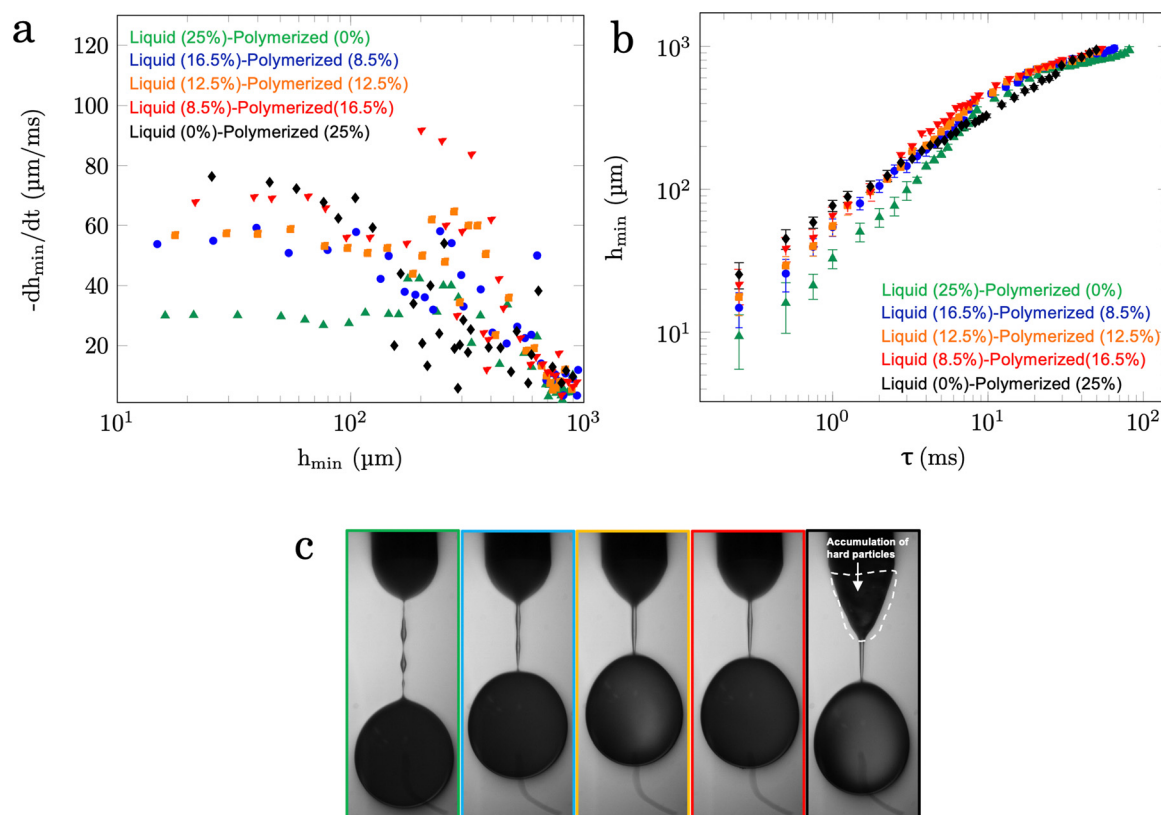 a
120
100
80
60
40
20
-dh_min/dt (µm/ms)
Liquid (25%)-Polymerized (0%)
Liquid (16.5%)-Polymerized (8.5%)
Liquid (12.5%)-Polymerized (12.5%)
Liquid (8.5%)-Polymerized(16.5%)
Liquid (0%)-Polymerized (25%)
10¹ 10² 10³
h_min (µm)
b
10³
10²
10¹
h_min (µm)
Liquid (25%)-Polymerized (0%)
Liquid (16.5%)-Polymerized (8.5%)
Liquid (12.5%)-Polymerized (12.5%)
Liquid (8.5%)-Polymerized(16.5%)
Liquid (0%)-Polymerized (25%)
10⁰ 10¹ 10²
τ (ms)
c
Accumulation of
hard particles